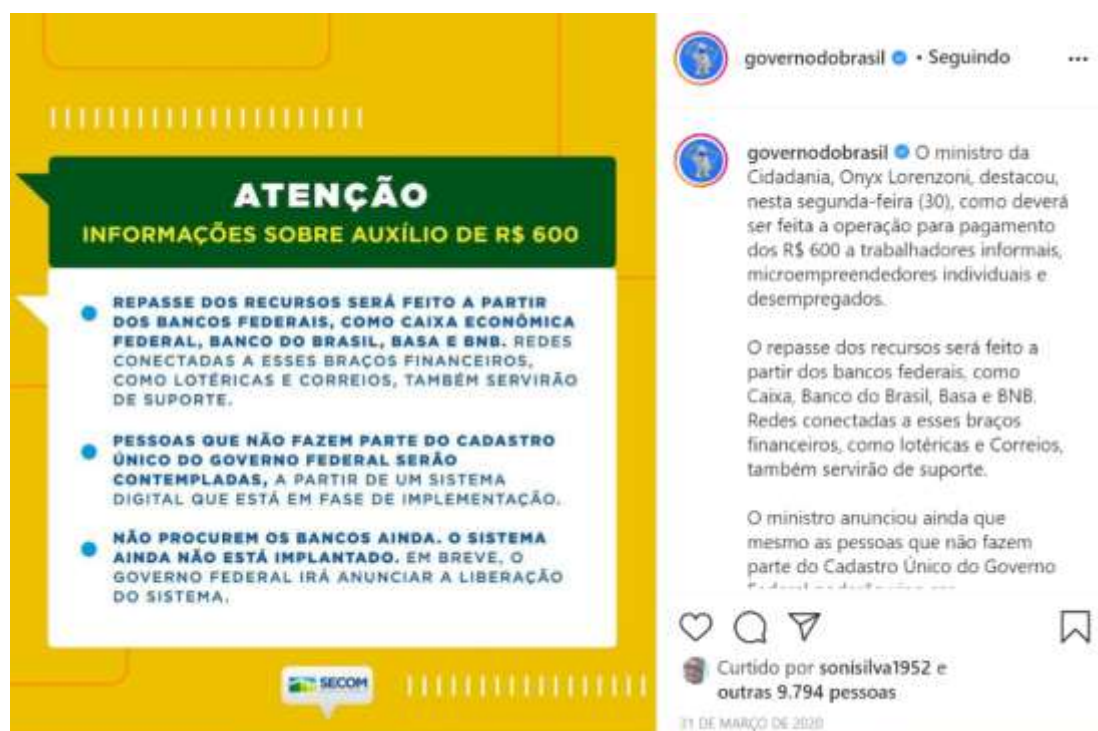 ATENÇÃO
INFORMAÇÕES SOBRE AUXÍLIO DE R$ 600
REPASSE DOS RECURSOS SERÁ FEITO A PARTIR
DOS BANCOS FEDERAIS, COMO CAIXA ECONÔMICA
FEDERAL, BANCO DO BRASIL, BASA E BNB. REDES
CONECTADAS A ESSES BRAÇOS FINANCEIROS,
COMO LOTÉRICAS E CORREIOS, TAMBÉM SERVIRÃO
DE SUPORTE.
PESSOAS QUE NÃO FAZEM PARTE DO CADASTRO
ÚNICO DO GOVERNO FEDERAL SERÃO
CONTEMPLADAS, A PARTIR DE UM SISTEMA
DIGITAL QUE ESTÁ EM FASE DE IMPLEMENTAÇÃO.
NÃO PROCUREM OS BANCOS AINDA. O SISTEMA
AINDA NÃO ESTÁ IMPLANTADO. EM BREVE, O
GOVERNO FEDERAL IRÁ ANUNCIAR A LIBERAÇÃO
DO SISTEMA.
SECOM
governodobrasil • Seguindo
governodobrasil O ministro da
Cidadania, Onyx Lorenzoni, destacou,
nesta segunda-feira (30), como deverá
ser feita a operação para pagamento
dos R$ 600 a trabalhadores informais,
microempreendedores individuais e
desempregados.
O repasse dos recursos será feito a
partir dos bancos federais, como
Caixa, Banco do Brasil, Basa e BNB.
Redes conectadas a esses braços
financeiros, como lotéricas e Correios,
também servirão de suporte.
O ministro anunciou ainda que
mesmo as pessoas que não fazem
parte do Cadastro Único do Governo
Curtido por sonisilva1952 e
outras 9.794 pessoas
31 DE MARÇO DE 2020